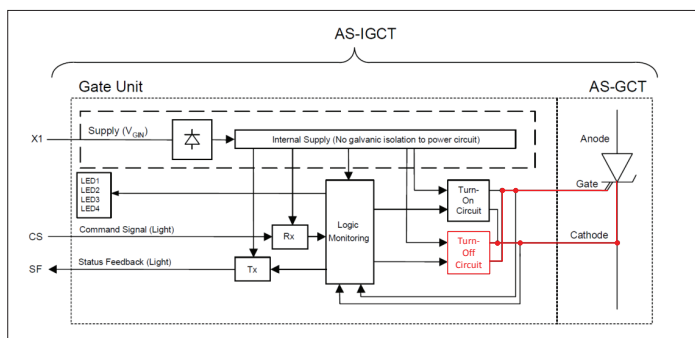 AS-IGCT
Gate Unit
AS-GCT
X1
Supply (VGIN)
Internal Supply (No galvanic isolation to power circuit)
Anode
LED1
LED2
LED3
LED4
Turn-
On
Circuit
Gate
Logic
Monitoring
CS
Command Signal (Light)
Rx
Turn-
Off
Circuit
Cathode
SF
Status Feedback (Light)
Tx